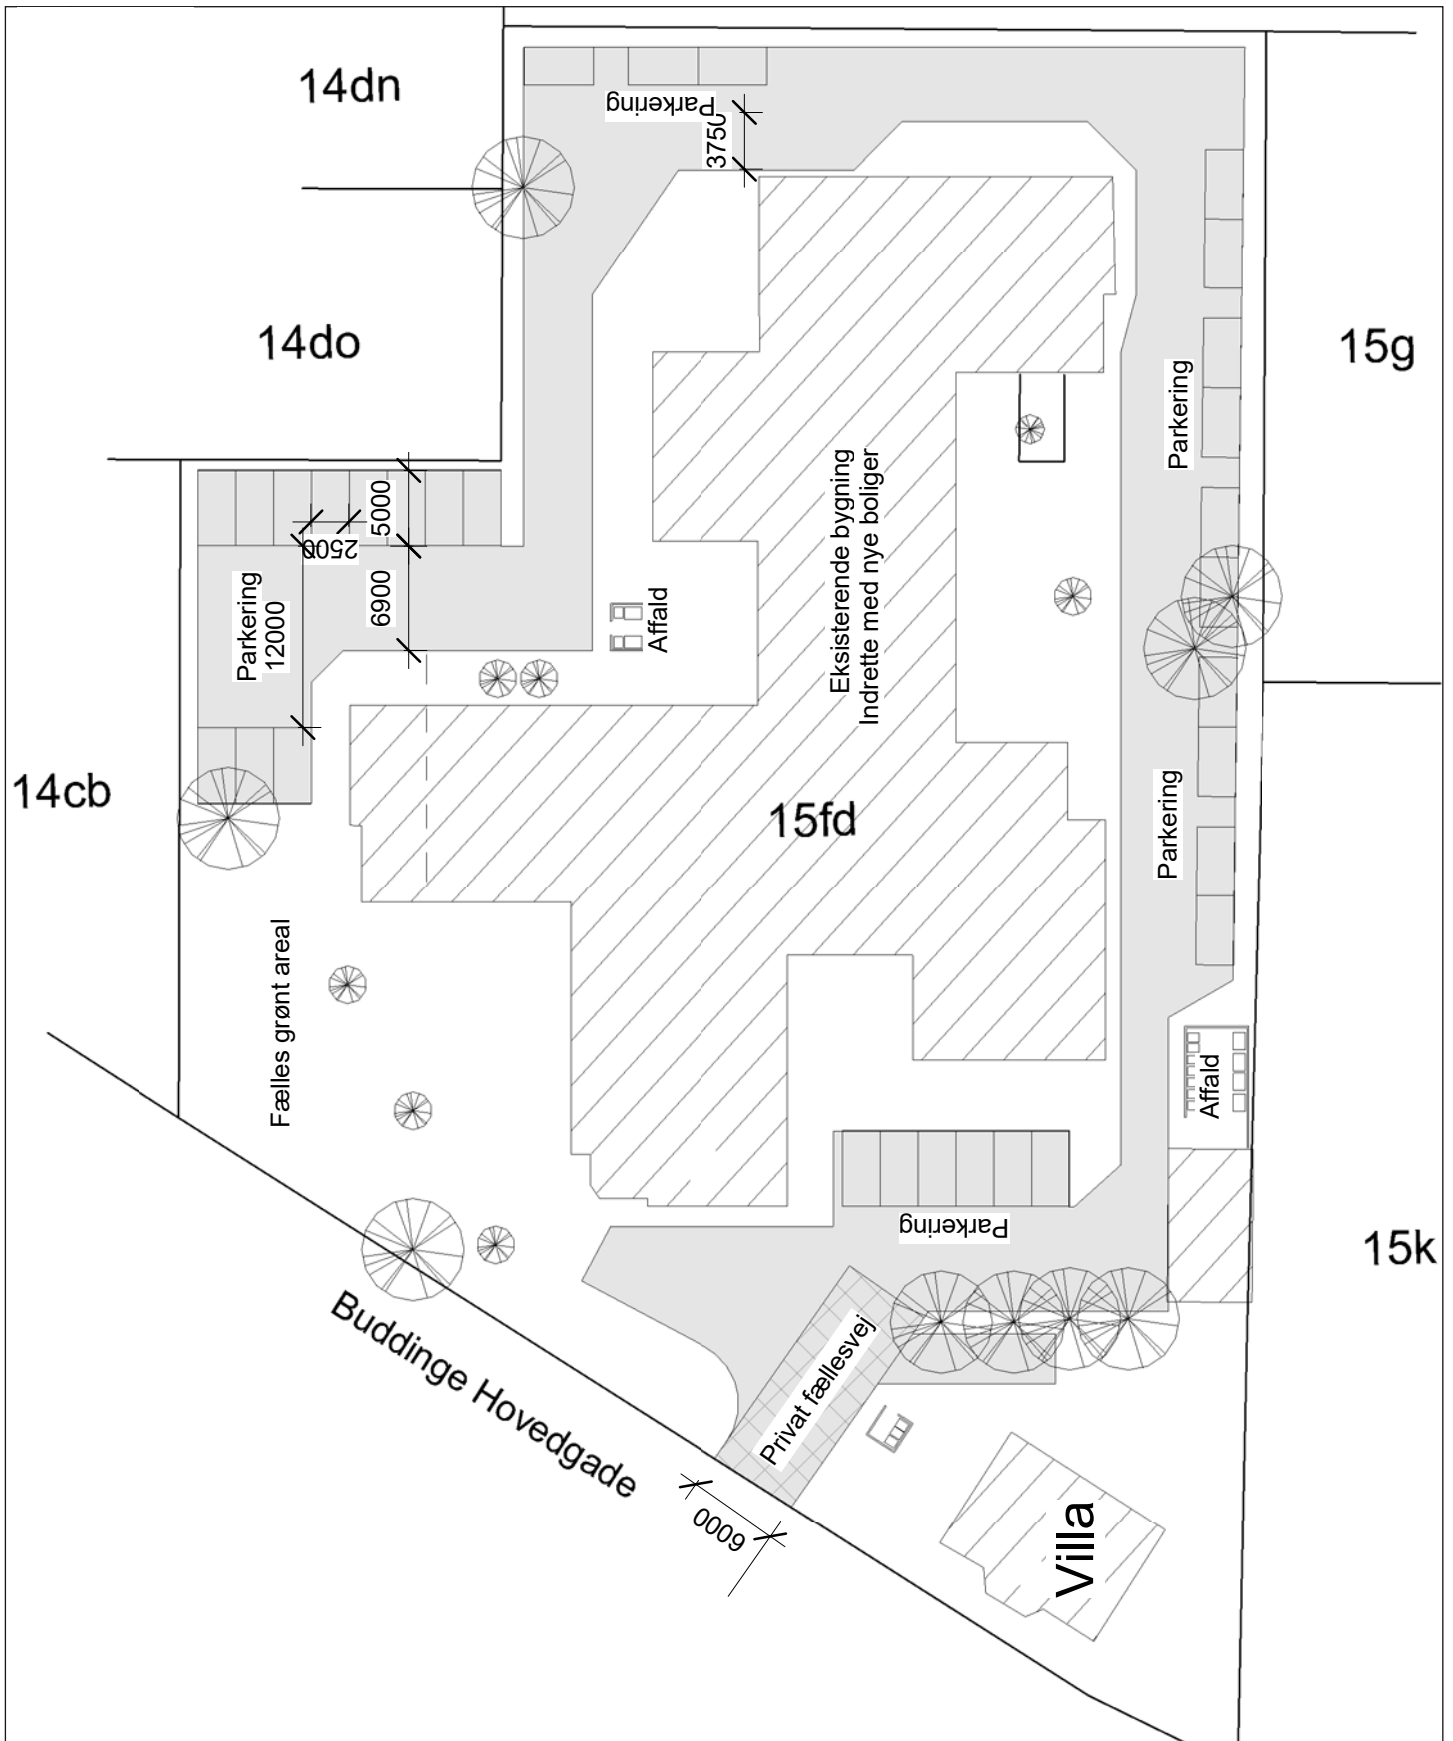 14dn
Parkering
3750
14do
15g
Parkering
5000
2500
Eksisterende bygning
Indrette med nye boliger
Parkering
12000
6900
Affald
14cb
15fd
Parkering
Fælles grønt areal
Affald
Parkering
15k
Buddinge Hovedgade
Privat fællesvej
6000
Villa